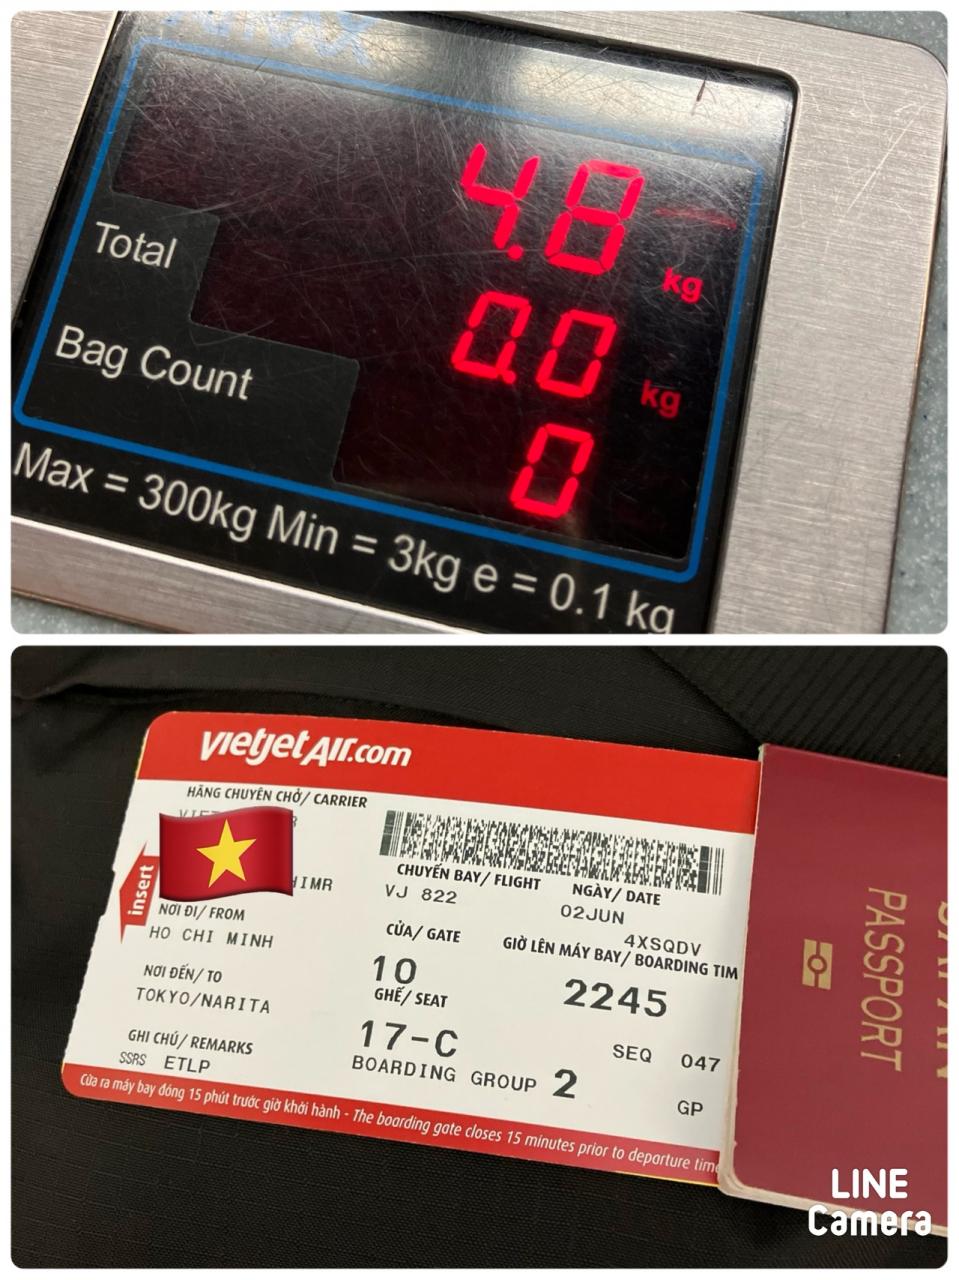 4.8 kg
Total 0.0 kg
Bag Count 0
Max = 300kg Min = 3kg e = 0.1 kg
vietjetAir.com
HÃNG CHUYÊN CHỞ/ CARRIER
CHUYẾN BAY/ FLIGHT
NGÀY/ DATE
VJ 822
02JUN
insert
NƠI ĐI/ FROM
HO CHI MINH
CỬA/ GATE
4XSQDV
GIỜ LÊN MÁY BAY/ BOARDING TIM
10
2245
NƠI ĐẾN/ TO
TOKYO/NARITA
GHẾ/ SEAT
17-C
GHI CHÚ/ REMARKS
SSRS ETLP
BOARDING GROUP 2
SEQ 047
GP
Cửa ra máy bay đóng 15 phút trước giờ khởi hành - The boarding gate closes 15 minutes prior to departure time
PASSPORT
LINE
Camera